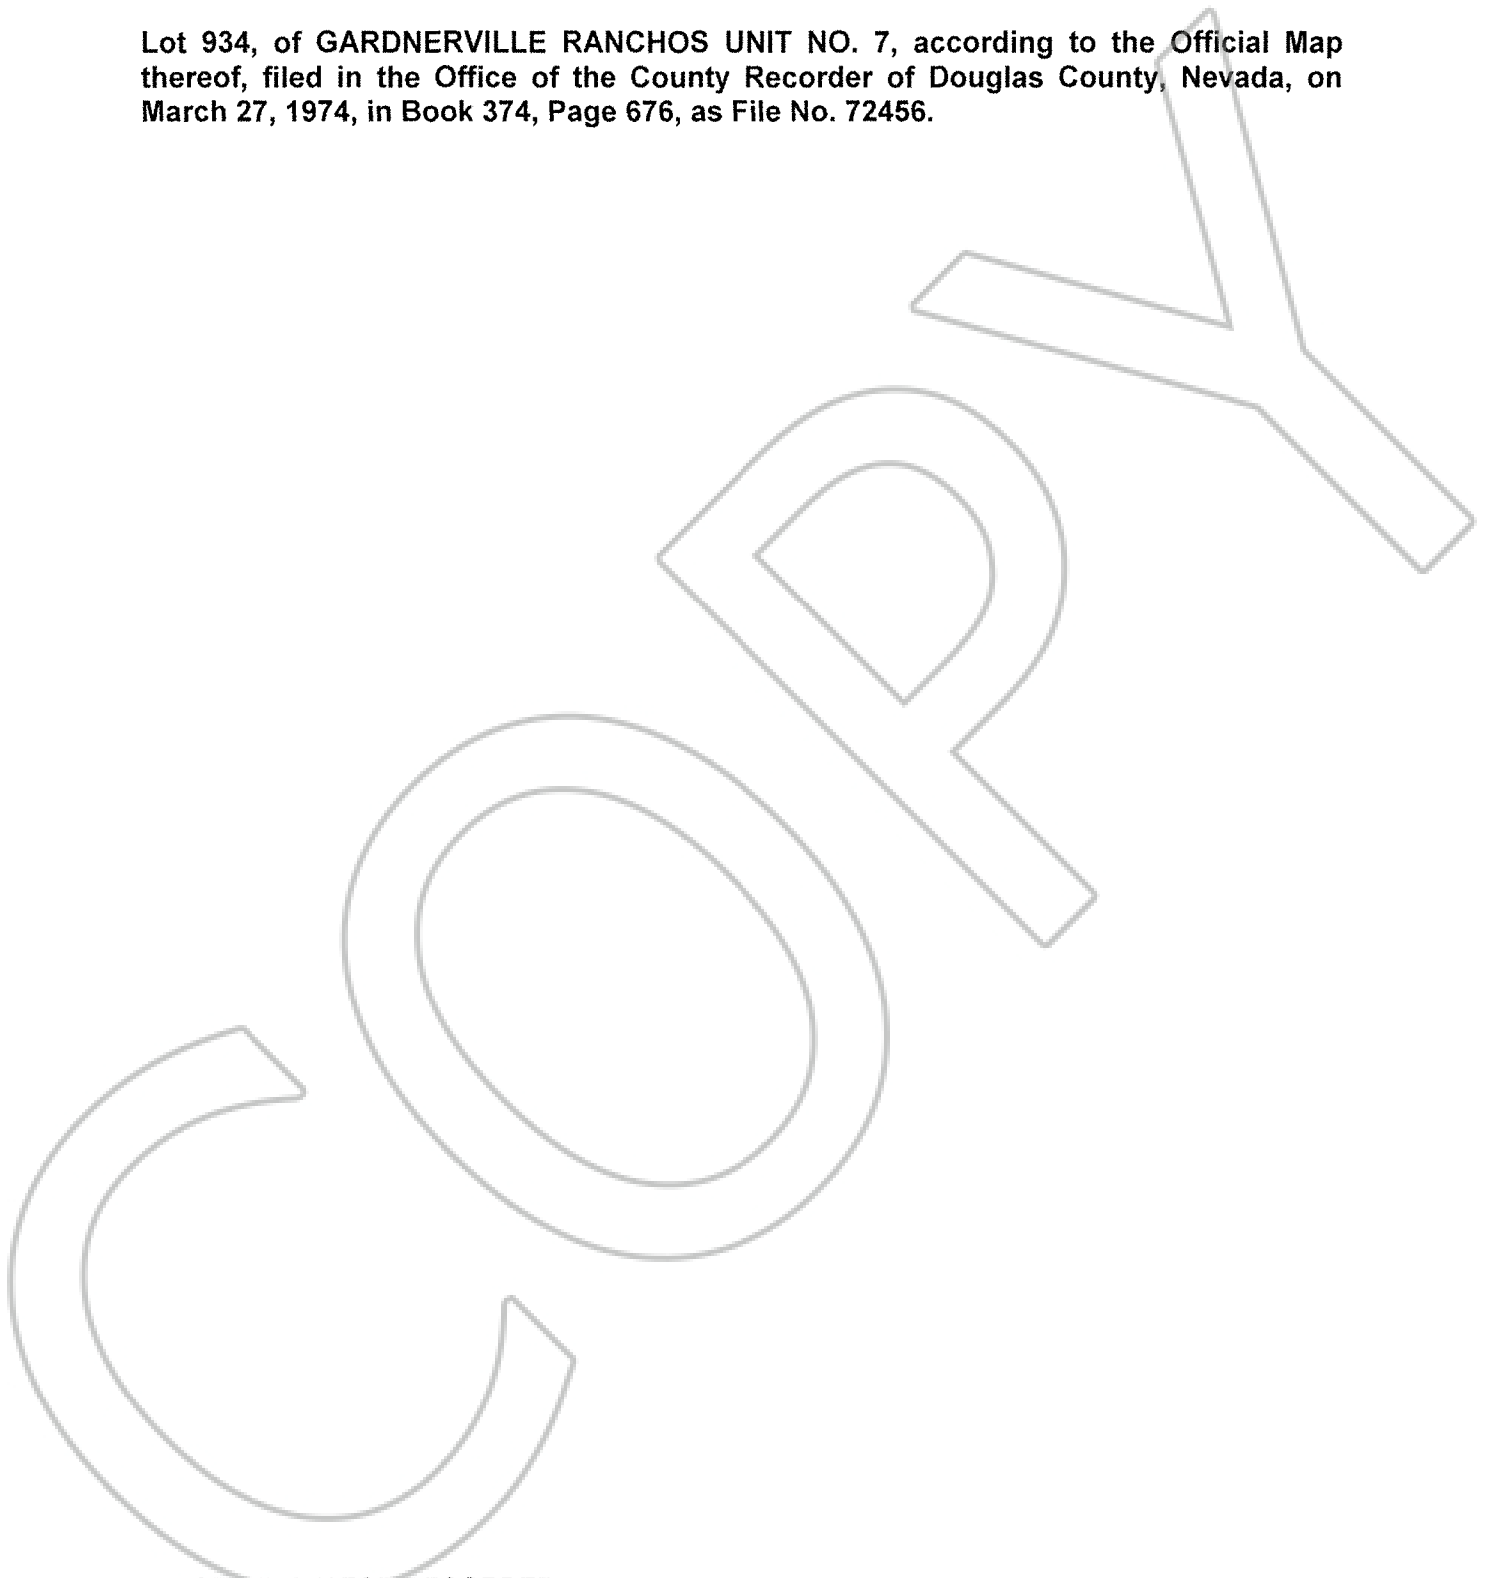 Lot 934, of GARDNERVILLE RANCHOS UNIT NO. 7, according to the Official Map
thereof, filed in the Office of the County Recorder of Douglas County, Nevada, on
March 27, 1974, in Book 374, Page 676, as File No. 72456.
COPY